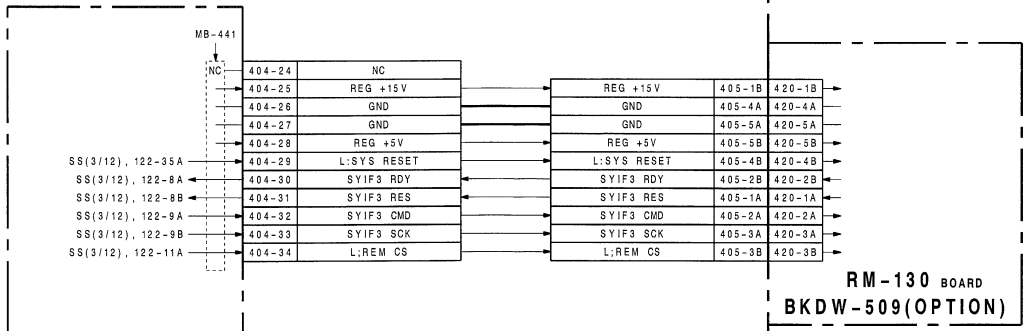 MB-441
NC 404-24 NC
404-25 REG +15V REG +15V 405-1B 420-1B
404-26 GND GND 405-4A 420-4A
404-27 GND GND 405-5A 420-5A
404-28 REG +5V REG +5V 405-5B 420-5B
SS(3/12), 122-35A 404-29 L:SYS RESET L:SYS RESET 405-4B 420-4B
SS(3/12), 122-8A 404-30 SYIF3 RDY SYIF3 RDY 405-2B 420-2B
SS(3/12), 122-8B 404-31 SYIF3 RES SYIF3 RES 405-1A 420-1A
SS(3/12), 122-9A 404-32 SYIF3 CMD SYIF3 CMD 405-2A 420-2A
SS(3/12), 122-9B 404-33 SYIF3 SCK SYIF3 SCK 405-3A 420-3A
SS(3/12), 122-11A 404-34 L;REM CS L;REM CS 405-3B 420-3B
RM-130 BOARD
BKDW-509(OPTION)